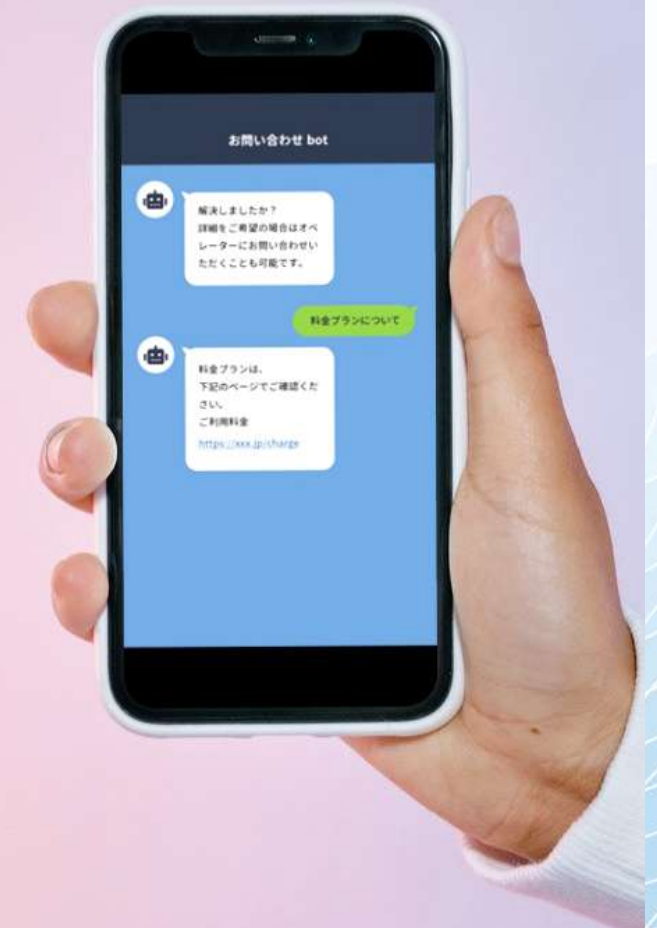 お問い合わせ bot
解決しましたか？
詳細をご希望の場合はオペ
レーターにお問い合わせい
ただくことも可能です。
料金プランについて
料金プランは、
下記のページでご確認くだ
さい。
ご利用料金
https://xxx.jp/charge